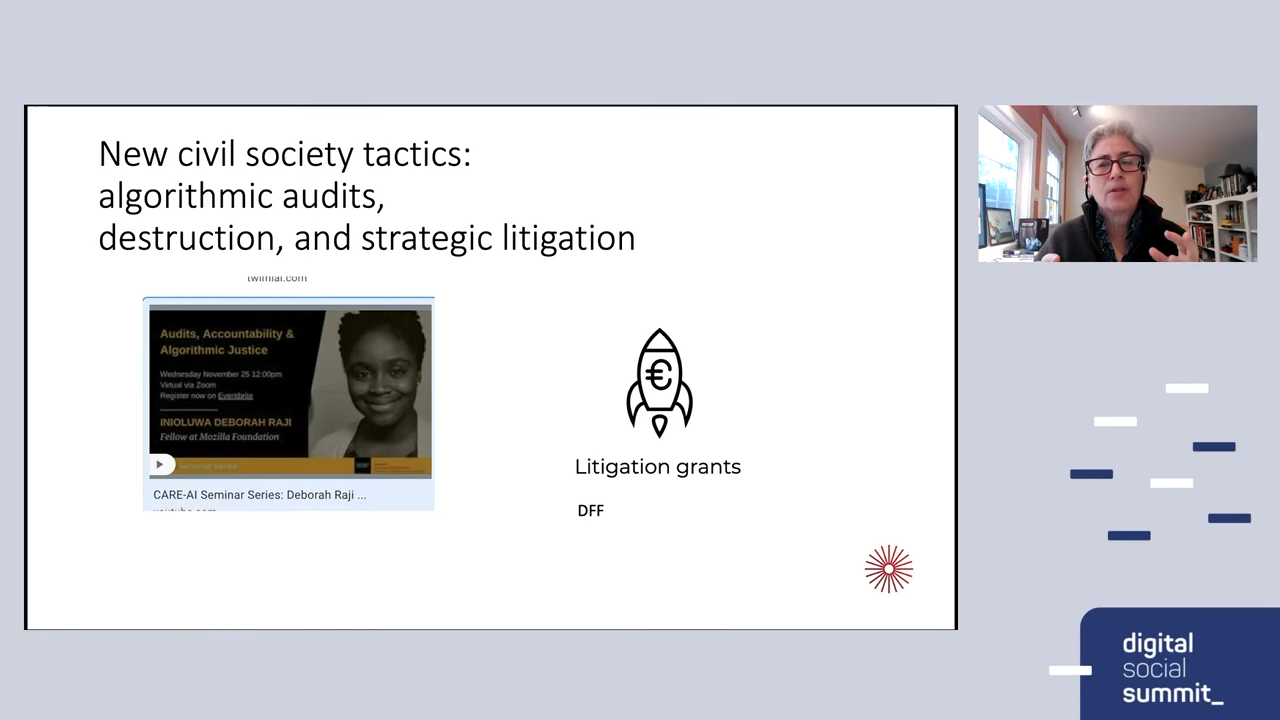 New civil society tactics:
algorithmic audits,
destruction, and strategic litigation
twimlai.com
Audits, Accountability &
Algorithmic Justice
Wednesday November 25 12:00pm
Virtual via Zoom
Register now on Eventbrite
INIOLUWA DEBORAH RAJI
Fellow at Mozilla Foundation
CARE-AI Seminar Series: Deborah Raji ...
youtube.com
€
Litigation grants
DFF
digital
social
summit_